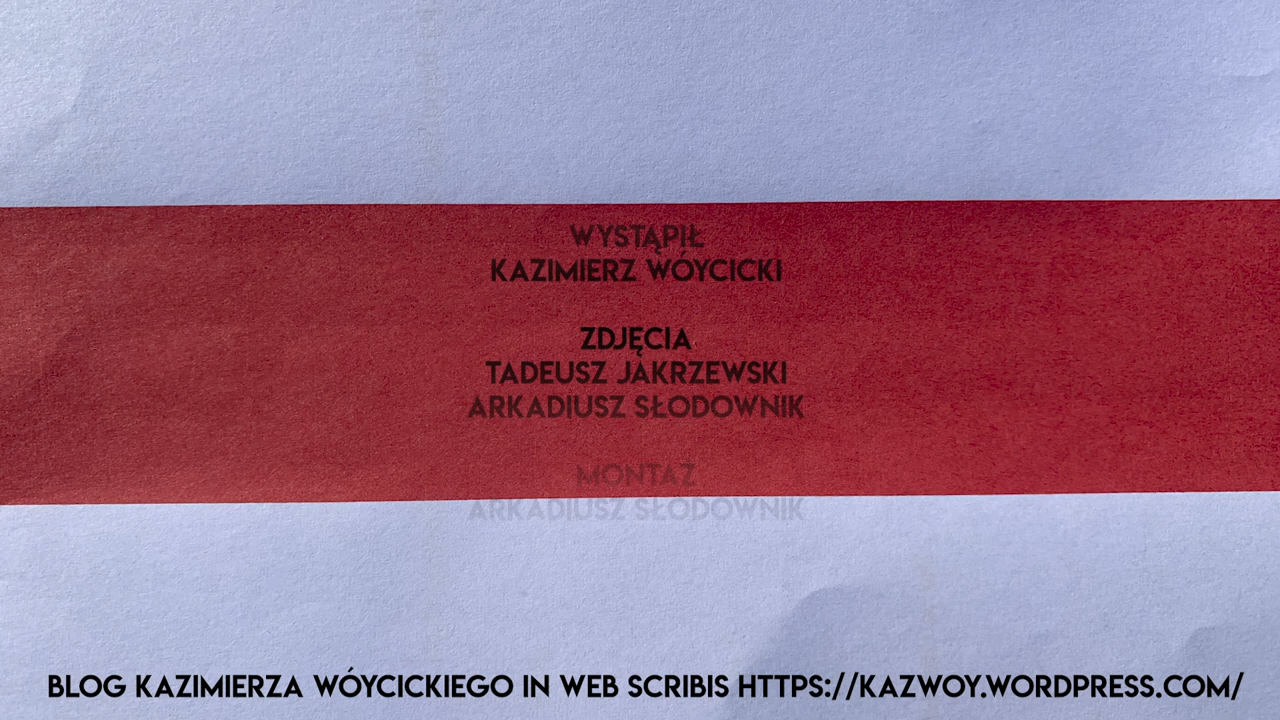 WYSTĄPIŁ
KAZIMIERZ WÓYCICKI
ZDJĘCIA
TADEUSZ JAKRZEWSKI
ARKADIUSZ SŁODOWNIK
MONTAŻ
ARKADIUSZ SŁODOWNIK
BLOG KAZIMIERZA WÓYCICKIEGO IN WEB SCRIBIS HTTPS://KAZWOY.WORDPRESS.COM/